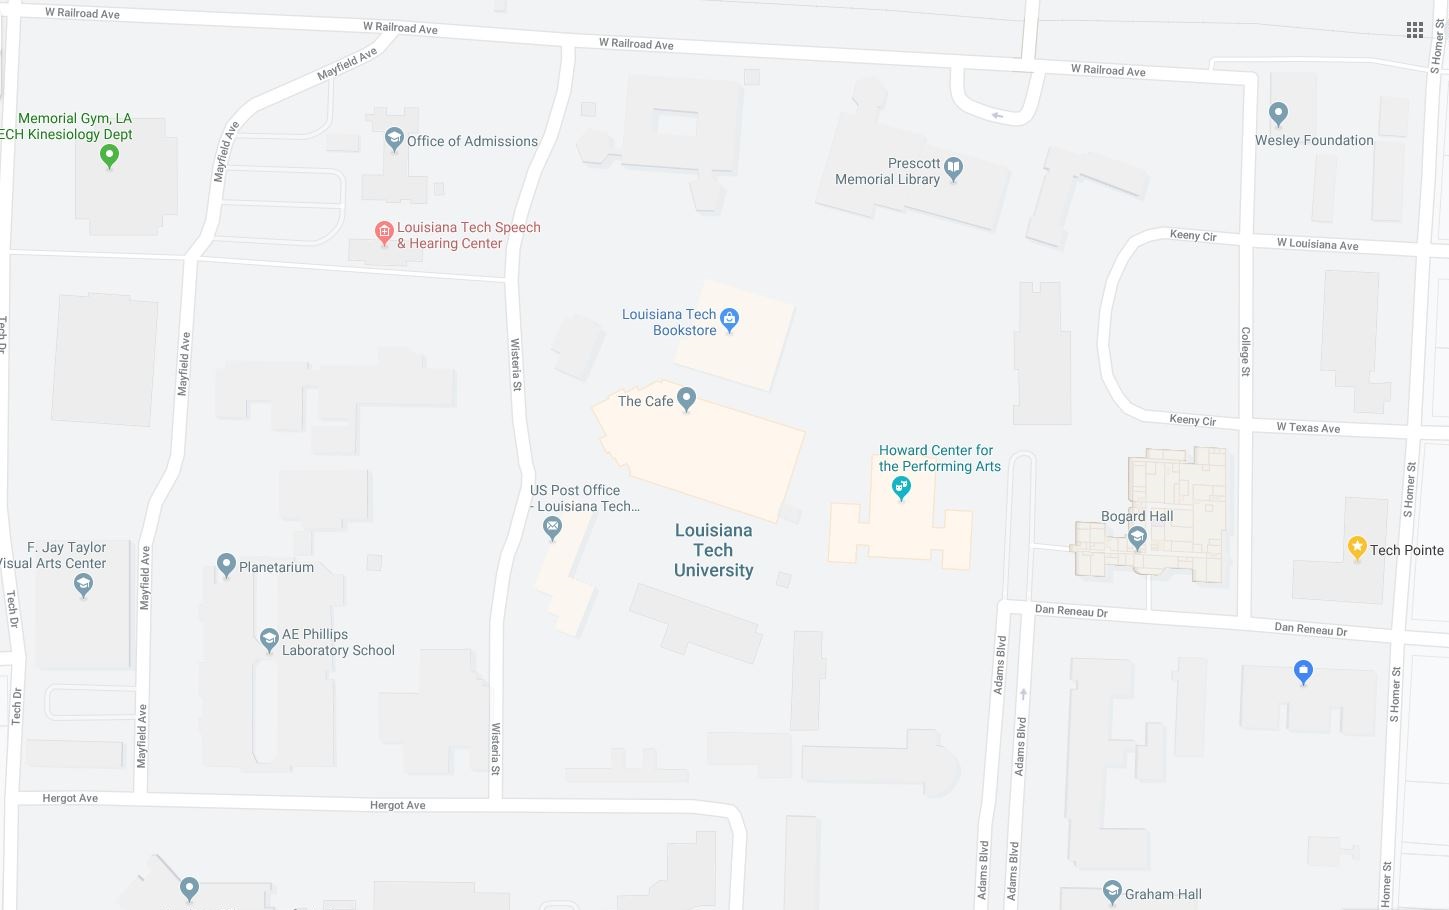 W Railroad Ave
W Railroad Ave
W Railroad Ave
W Railroad Ave
S Homer St
Mayfield Ave
Memorial Gym, LA
ECH Kinesiology Dept
Mayfield Ave
Office of Admissions
Prescott
Memorial Library
Wesley Foundation
Louisiana Tech Speech
& Hearing Center
Keeny Cir
W Louisiana Ave
Tech Dr
Mayfield Ave
Wisteria St
Louisiana Tech
Bookstore
College St
The Cafe
Keeny Cir
W Texas Ave
Howard Center for
the Performing Arts
S Homer St
US Post Office
- Louisiana Tech...
Bogard Hall
Louisiana
Tech
University
Tech Pointe
F. Jay Taylor
Visual Arts Center
Planetarium
Mayfield Ave
Tech Dr
Dan Reneau Dr
Dan Reneau Dr
AE Phillips
Laboratory School
Adams Blvd
Tech Dr
Mayfield Ave
Wisteria St
Adams Blvd
S Homer St
Hergot Ave
Hergot Ave
Adams Blvd
Adams Blvd
Graham Hall
Homer St